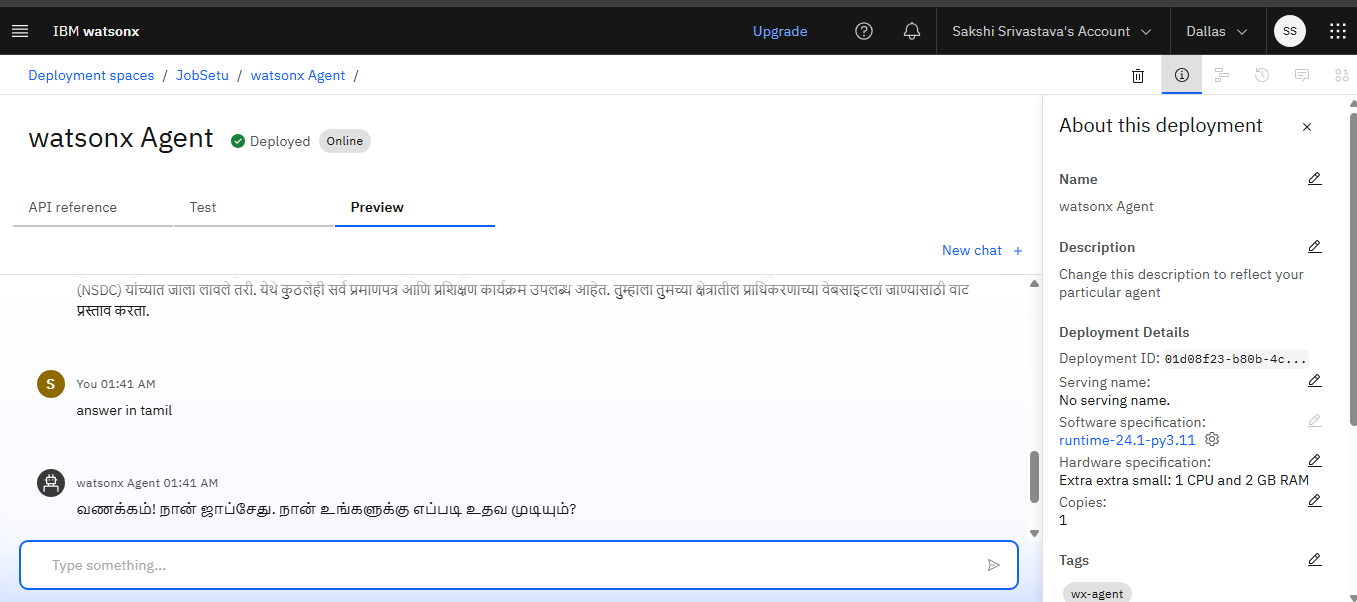 IBM watsonx
Upgrade
Sakshi Srivastava's Account
Dallas
SS
Deployment spaces / JobSetu / watsonx Agent /
watsonx Agent
Deployed
Online
API reference
Test
Preview
New chat +
(NSDC) यांच्यात जाला लावले तरी. येथे कुठलेही सर्व प्रमाणपत्र आणि प्रशिक्षण कार्यक्रम उपलब्ध आहेत. तुम्हाला तुमच्या क्षेत्रातील प्राधिकरणाच्या वेबसाइटला जाण्यासाठी वाट
प्रस्ताव करता.
S
You 01:41 AM
answer in tamil
watsonx Agent 01:41 AM
வணக்கம்! நான் ஜாப்சேது. நான் உங்களுக்கு எப்படி உதவ முடியும்?
Type something...
About this deployment
Name
watsonx Agent
Description
Change this description to reflect your
particular agent
Deployment Details
Deployment ID: 01d08f23-b80b-4c...
Serving name:
No serving name.
Software specification:
runtime-24.1-py3.11
Hardware specification:
Extra extra small: 1 CPU and 2 GB RAM
Copies:
1
Tags
wx-agent